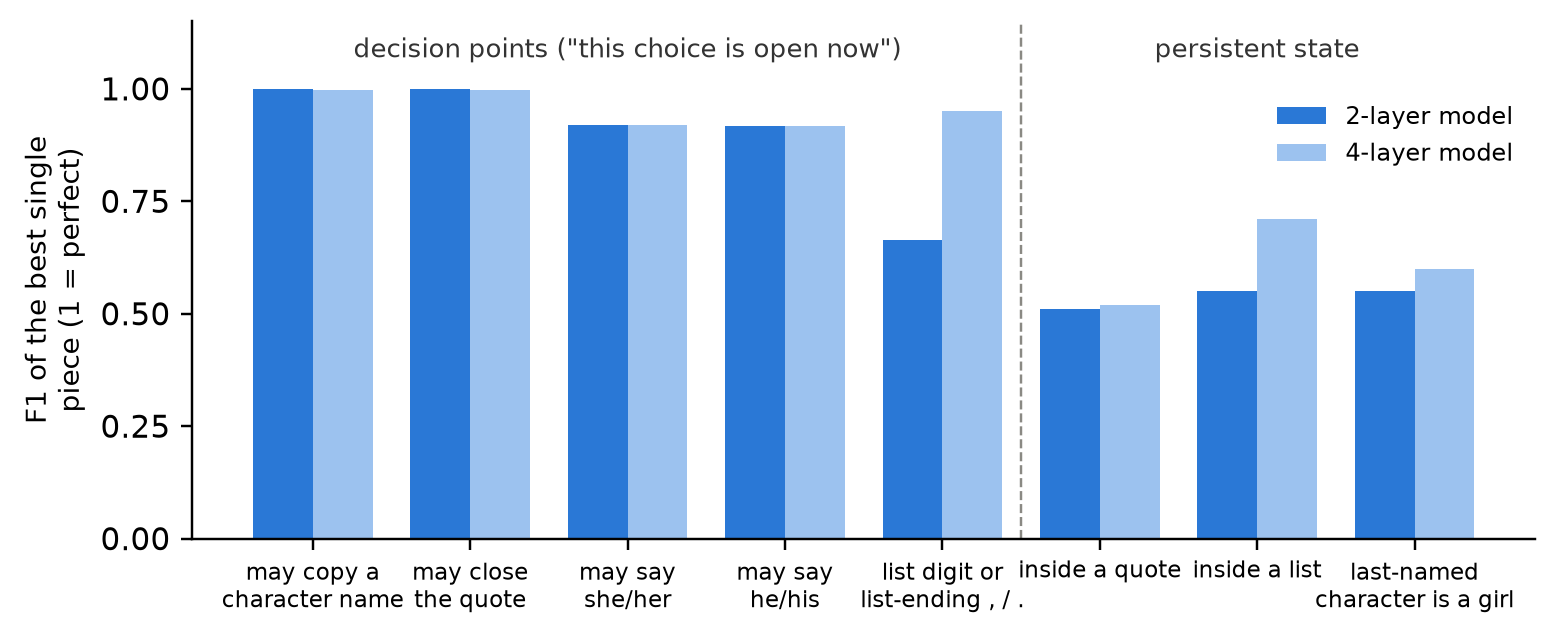 decision points ("this choice is open now")
persistent state
2-layer model
4-layer model
F1 of the best single
piece (1 = perfect)
1.00
0.75
0.50
0.25
0.00
may copy a
character name
may close
the quote
may say
she/her
may say
he/his
list digit or
list-ending , / .
inside a quote
inside a list
last-named
character is a girl